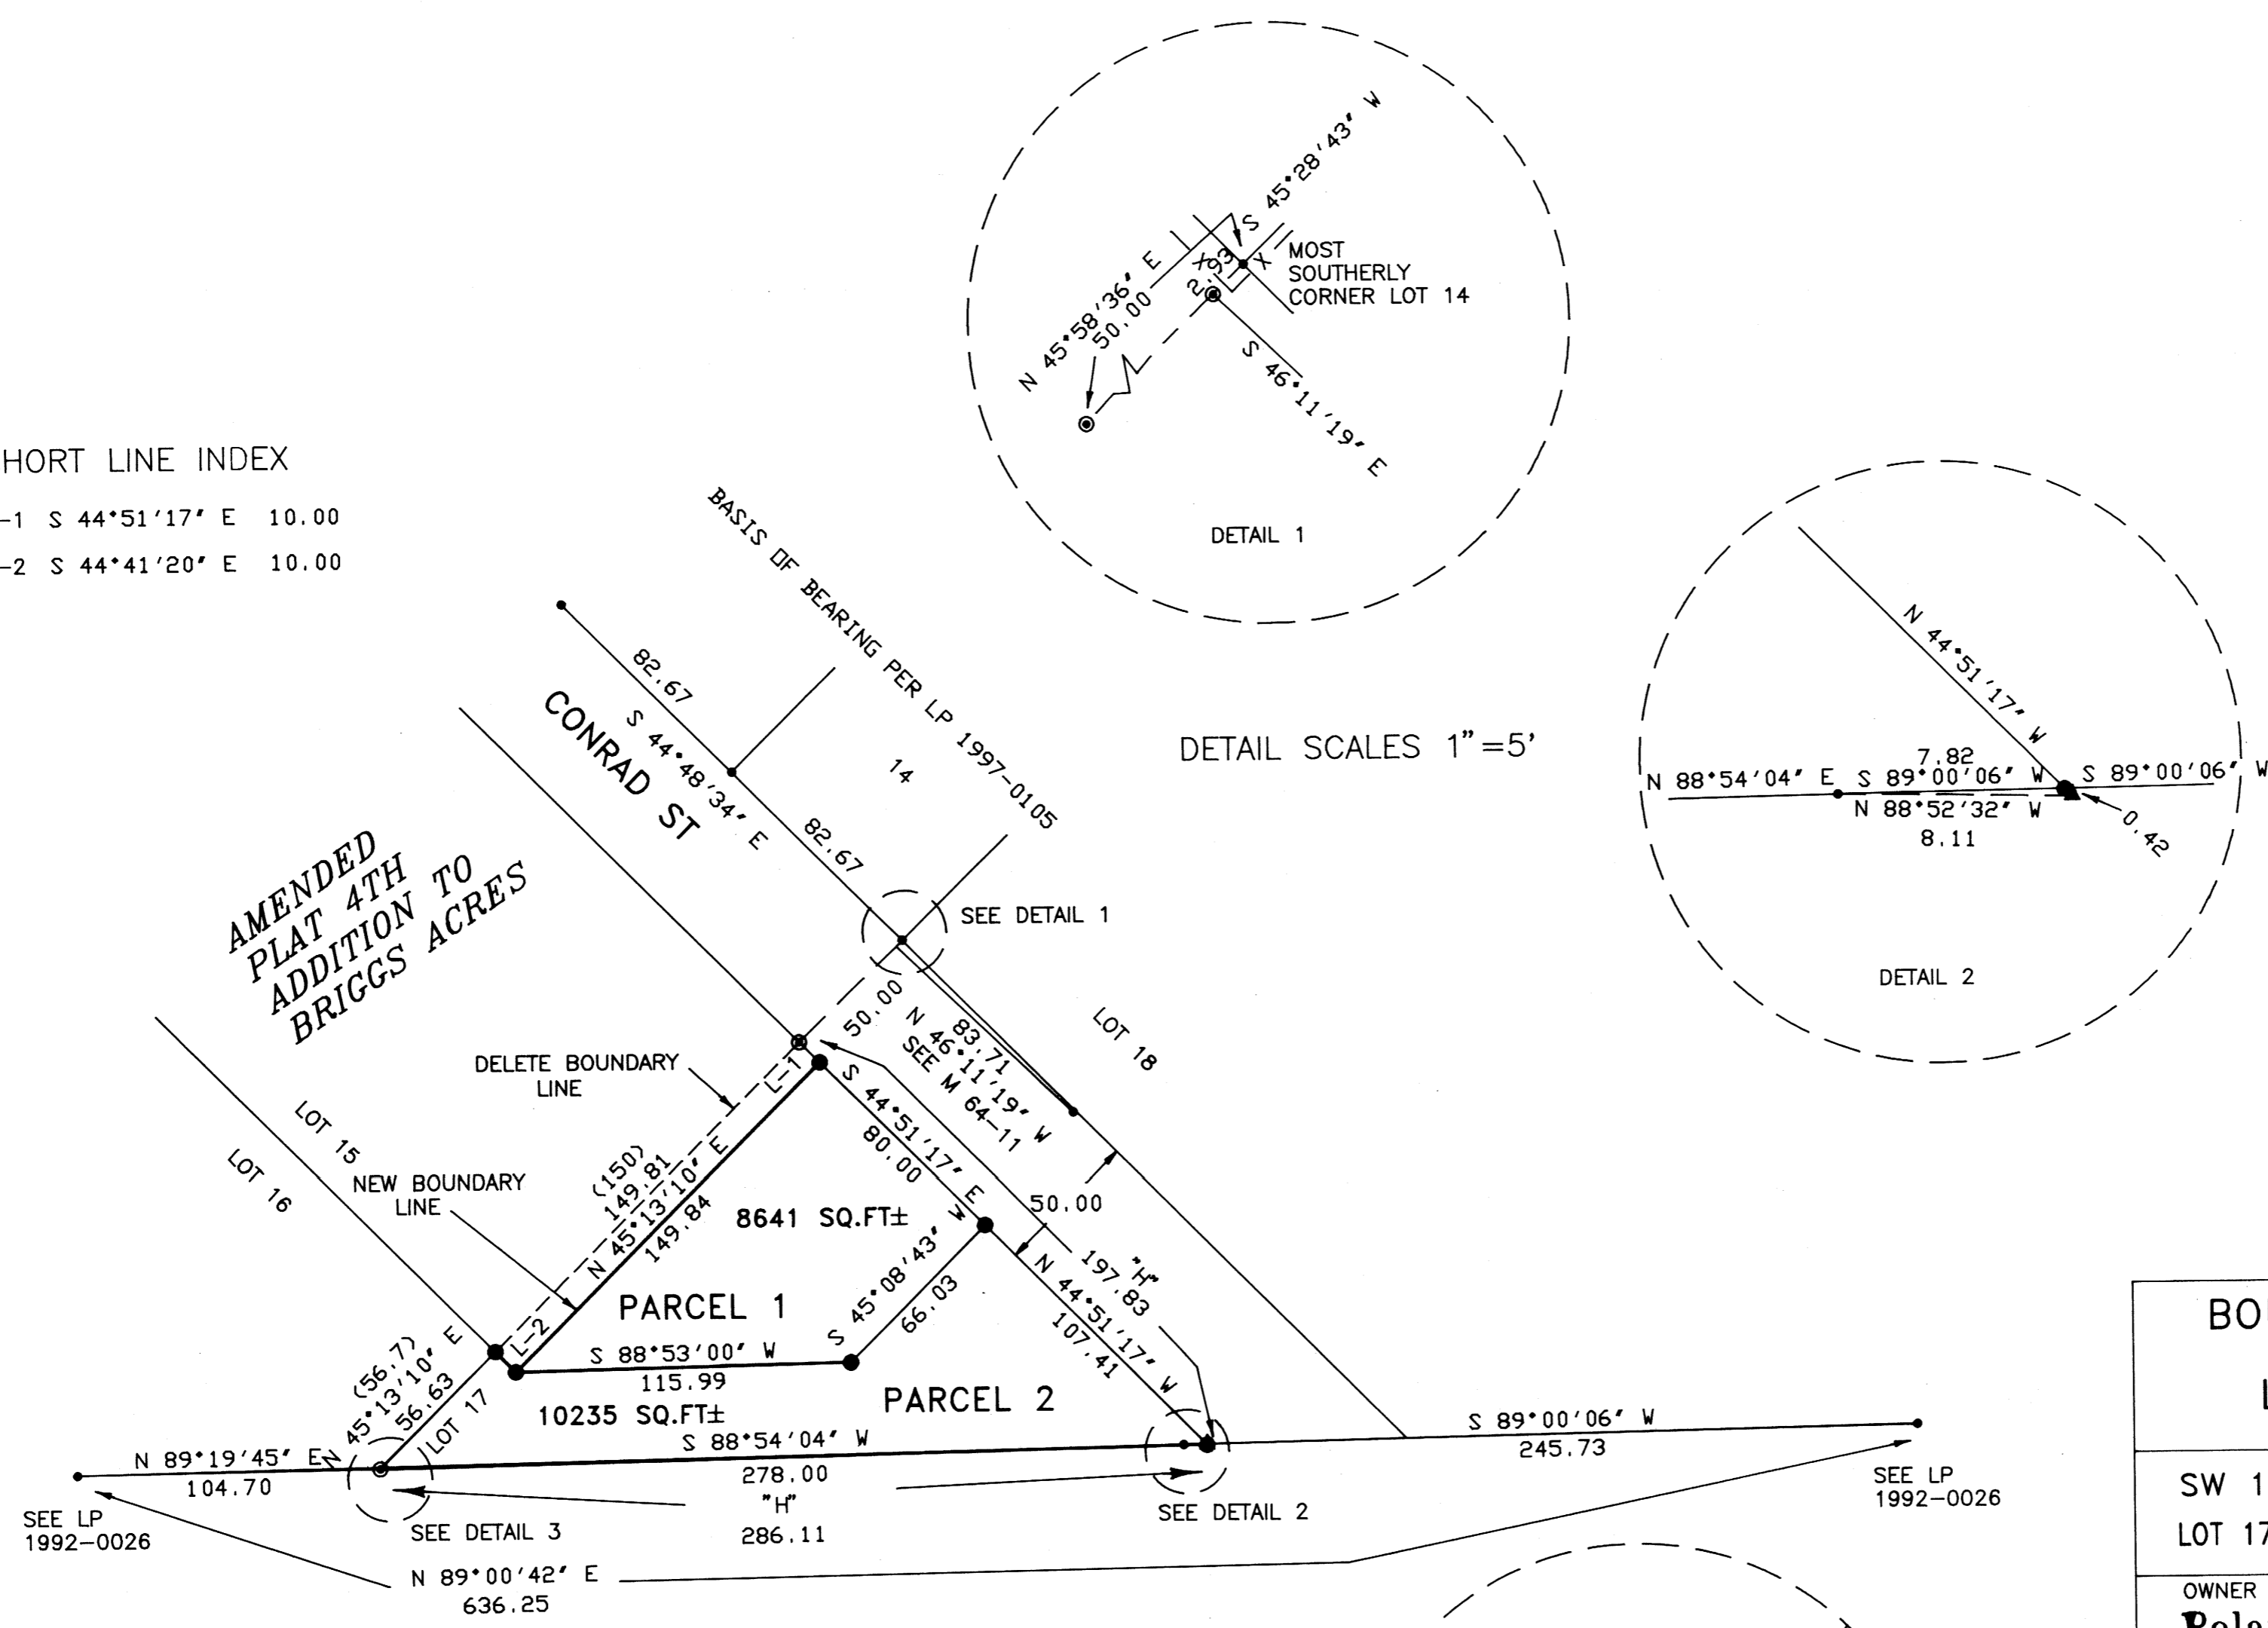 HORT LINE INDEX
-1 S 44°51'17" E 10.00
-2 S 44°41'20" E 10.00
S 45°28'43" W
N 45°58'36" E
50.00
2.93
X
X
MOST
SOUTHERLY
CORNER LOT 14
S 46°11'19" E
DETAIL 1
BASIS OF BEARING PER LP 1997-0105
82.67
S 44°48'34" E
CONRAD ST
14
82.67
DETAIL SCALES 1"=5'
N 44°51'17" W
7.82
N 88°54'04" E
S 89°00'06" W
S 89°00'06" W
N 88°52'32" W
8.11
0.42
DETAIL 2
AMENDED
PLAT 4TH
ADDITION TO
BRIGGS ACRES
SEE DETAIL 1
50.00
83.71
N 46°11'19" W
SEE M 64-11
LOT 18
DELETE BOUNDARY
LINE
L-1
S 44°51'17" E
80.00
LOT 15
LOT 16
NEW BOUNDARY
LINE
(150)
149.81
N 45°13'10" E
149.84
8641 SQ.FT±
50.00
"H"
197.83
N 44°51'17" W
107.41
S 45°08'43" W
66.03
PARCEL 1
L-2
S 88°53'00" W
115.99
(56.7)
N 45°13'10" E
56.63
LOT 17
10235 SQ.FT±
PARCEL 2
S 88°54'04" W
278.00
"H"
286.11
N 89°19'45" E
104.70
S 89°00'06" W
245.73
SEE LP
1992-0026
SEE DETAIL 3
SEE DETAIL 2
SEE LP
1992-0026
N 89°00'42" E
636.25
BO
L
SW 1
LOT 17
OWNER